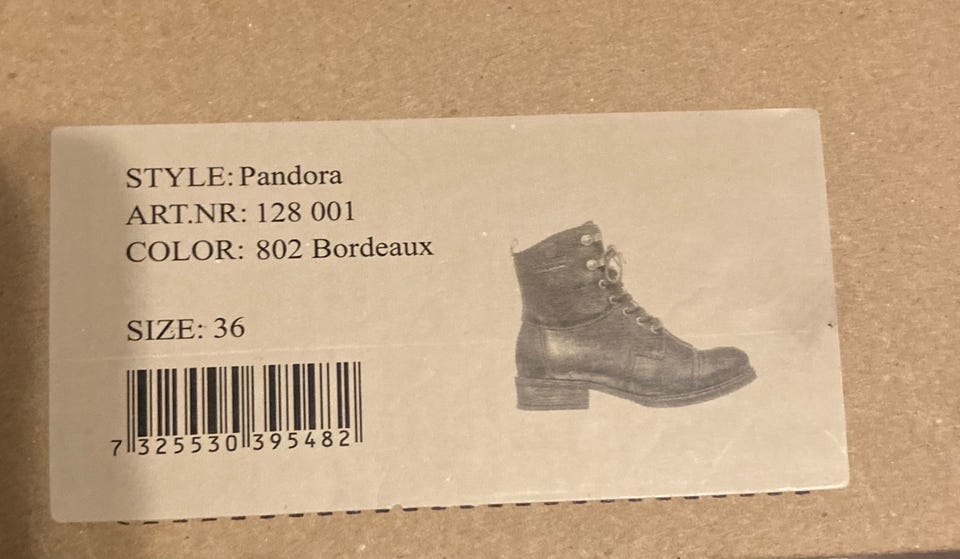 STYLE: Pandora
ART.NR: 128 001
COLOR: 802 Bordeaux
SIZE: 36
7 325530 395482